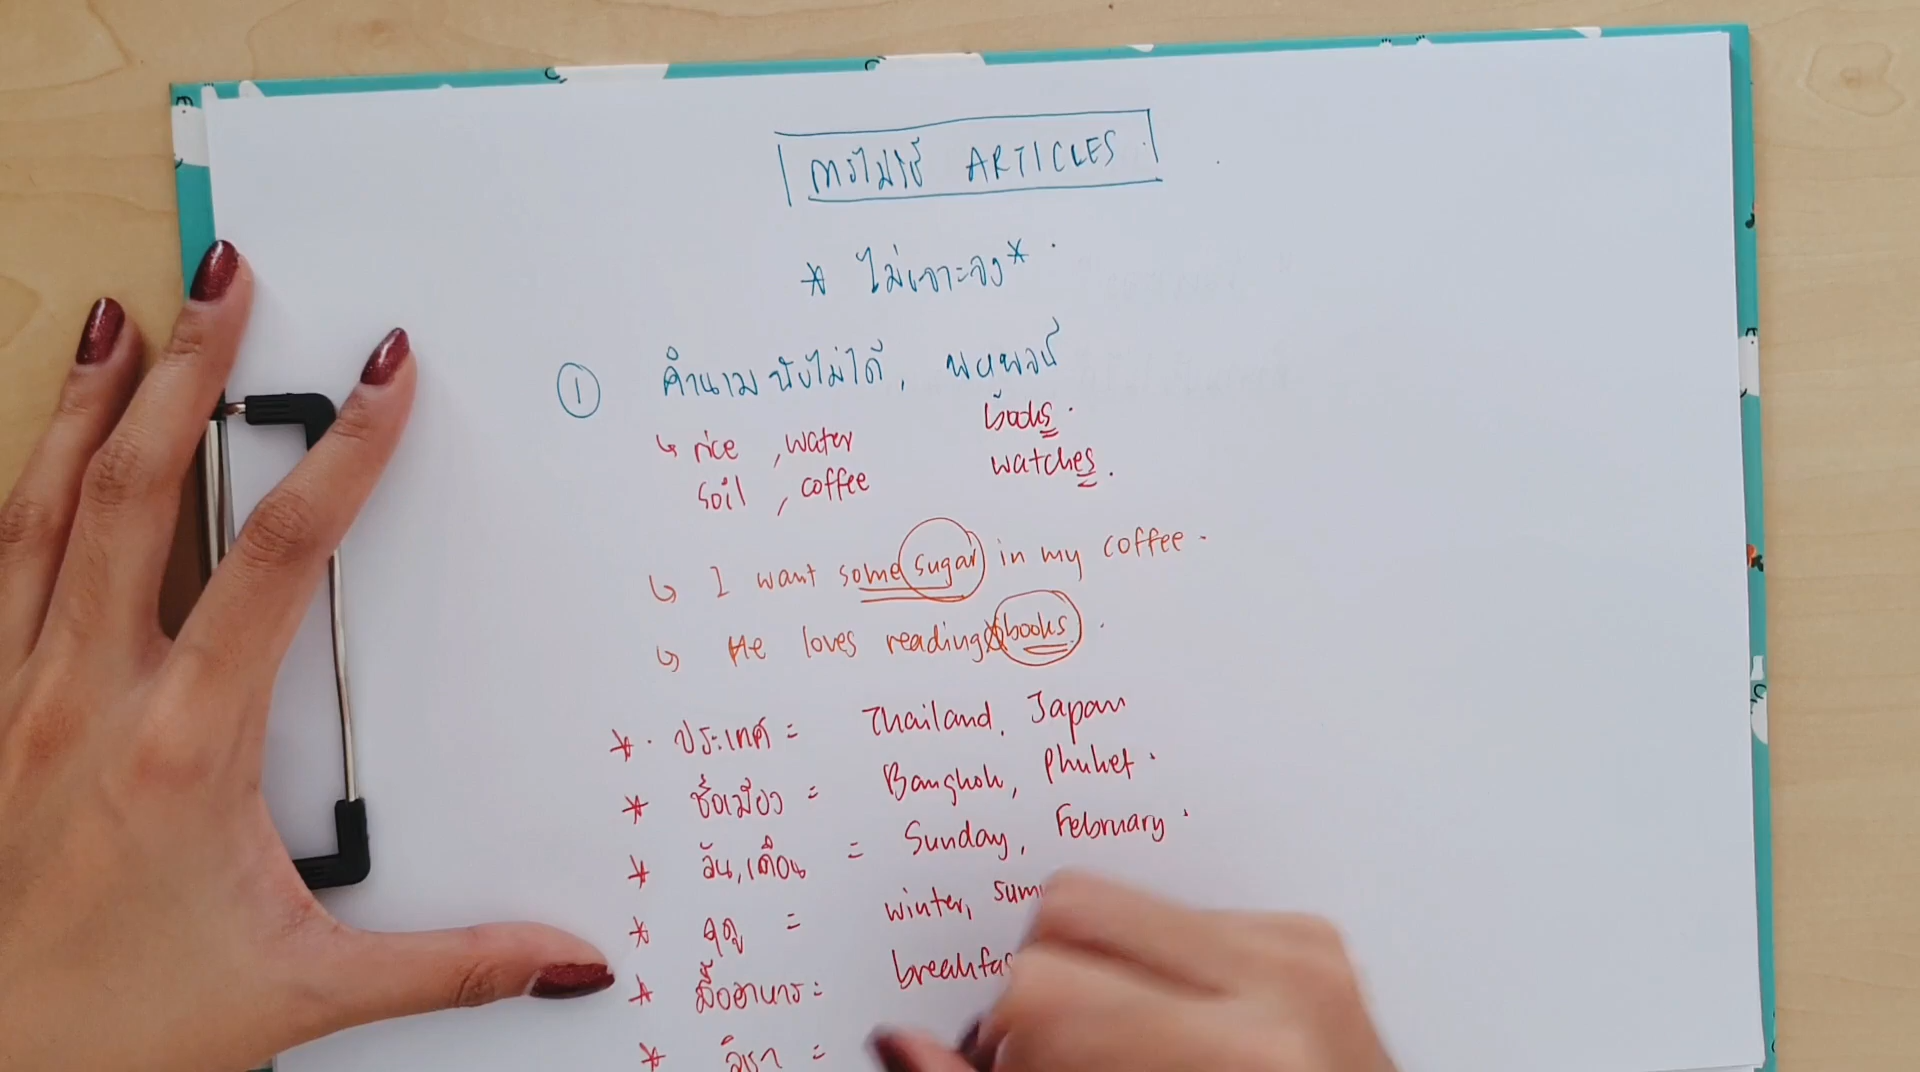 การไม่ใช้ ARTICLES
* ไม่เจาะจง *
① คำนามนับไม่ได้, พหูพจน์
↳ rice, water
books.
soil, coffee
watches.
↳ I want some sugar in my coffee.
↳ He loves reading books.
* ประเทศ = Thailand, Japan
* ชื่อเมือง = Bangkok, Phuket.
* วัน, เดือน = Sunday, February.
* ฤดู = winter,
* มื้ออาหาร =
* วิชา =